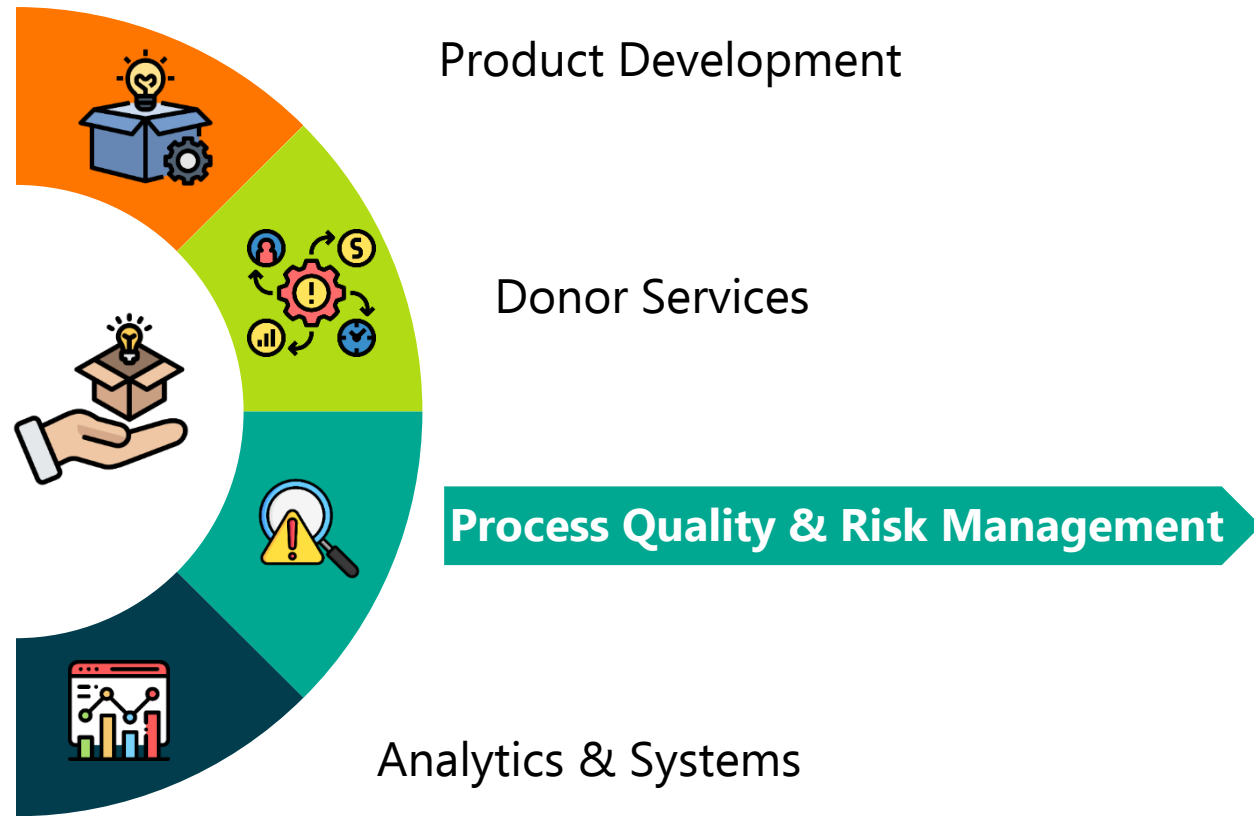 Product Development
Donor Services
Process Quality & Risk Management
Analytics & Systems